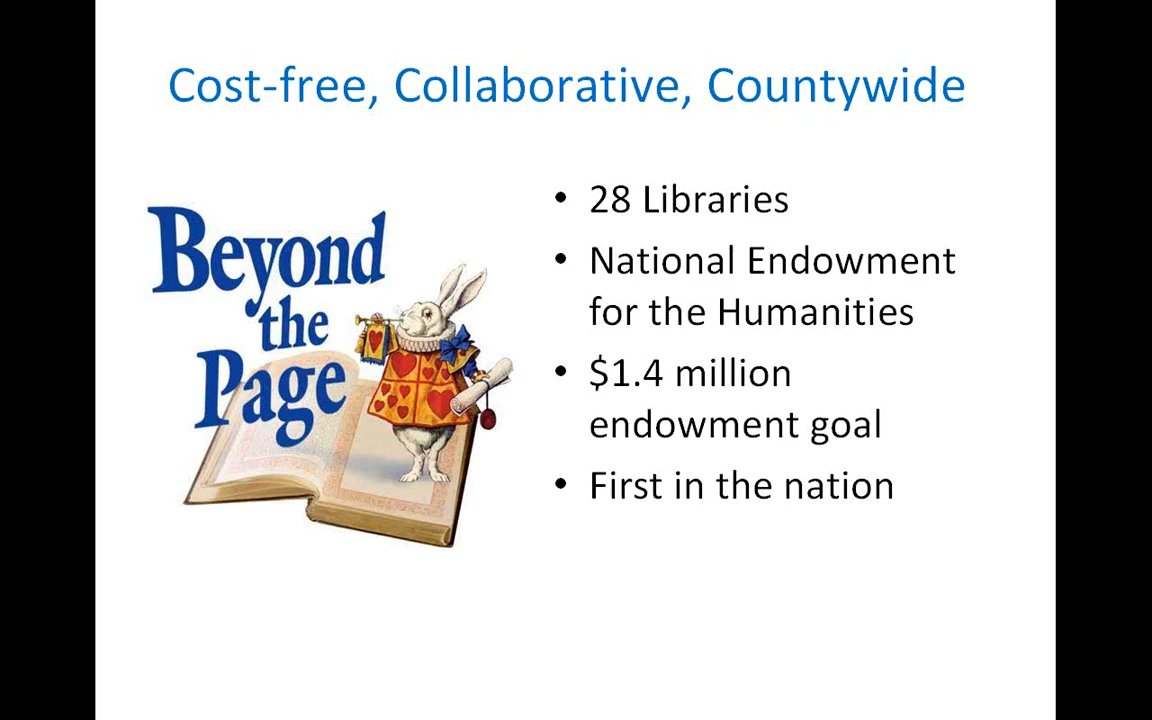 Cost-free, Collaborative, Countywide
Beyond
the
Page
• 28 Libraries
• National Endowment
for the Humanities
• $1.4 million
endowment goal
• First in the nation